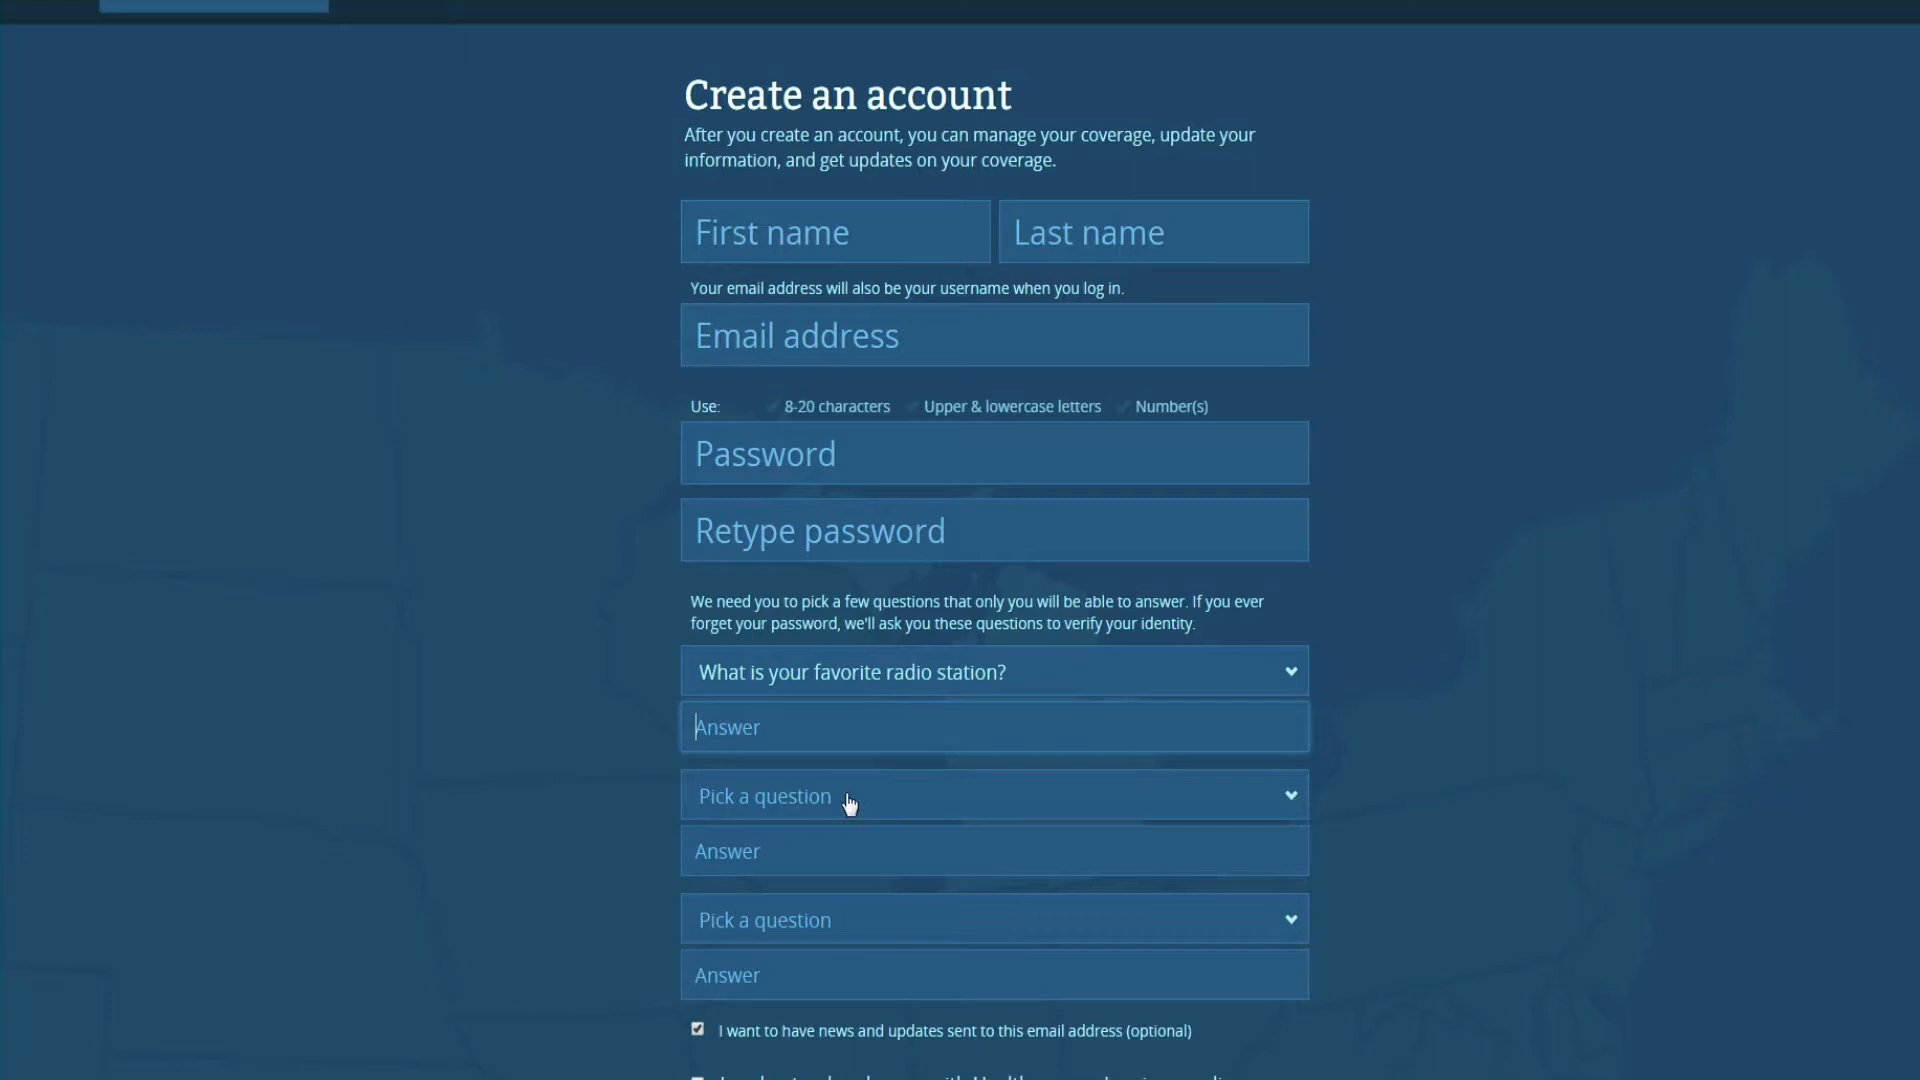 Create an account
After you create an account, you can manage your coverage, update your
information, and get updates on your coverage.
First name
Last name
Your email address will also be your username when you log in.
Email address
Use: 8-20 characters Upper & lowercase letters Number(s)
Password
Retype password
We need you to pick a few questions that only you will be able to answer. If you ever
forget your password, we'll ask you these questions to verify your identity.
What is your favorite radio station?
Answer
Pick a question
Answer
Pick a question
Answer
I want to have news and updates sent to this email address (optional)